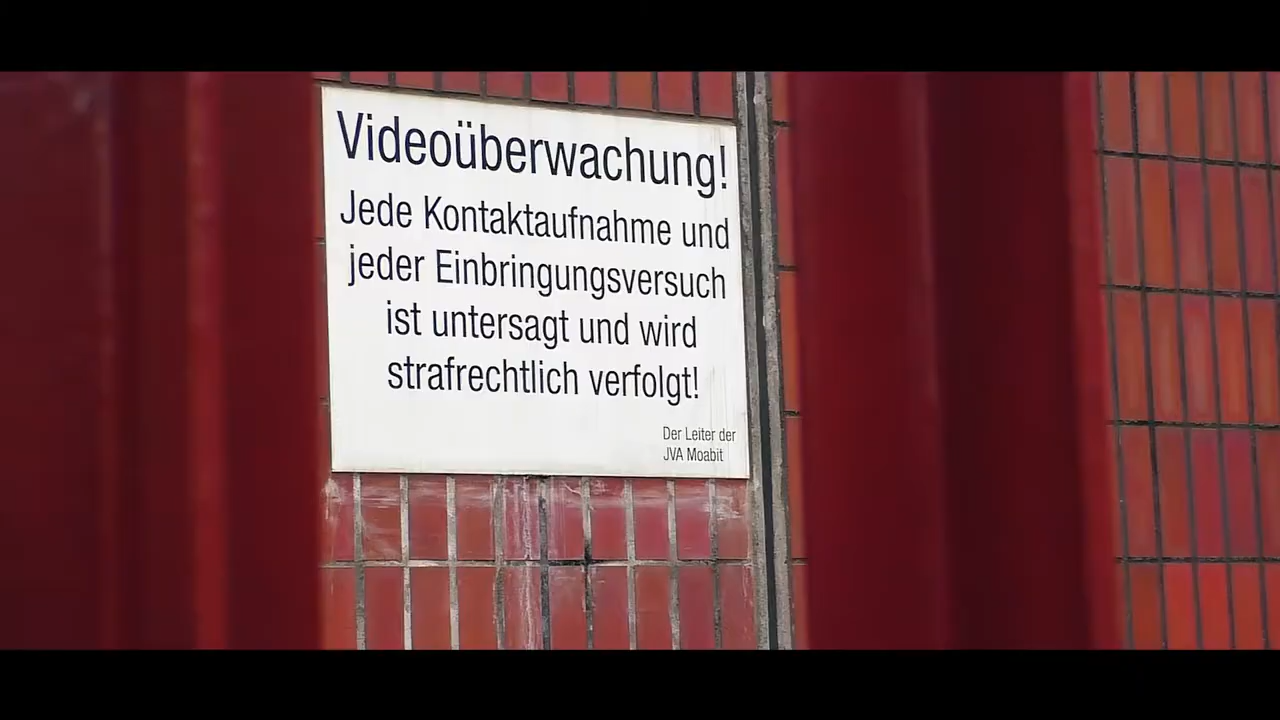 Videoüberwachung!
Jede Kontaktaufnahme und
jeder Einbringungsversuch
ist untersagt und wird
strafrechtlich verfolgt!
Der Leiter der
JVA Moabit